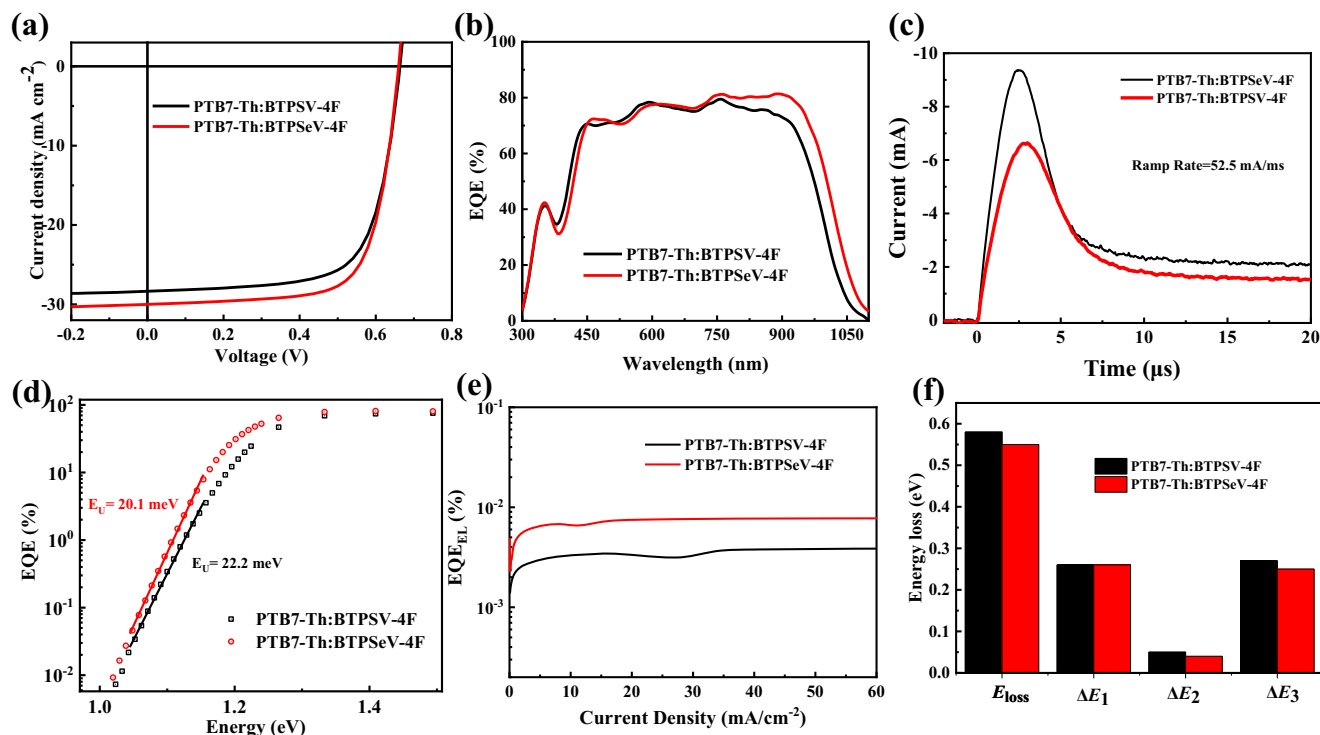 (a)
Current density (mA cm-2)
0
-10
-20
-30
PTB7-Th:BTPSV-4F
PTB7-Th:BTPSeV-4F
-0.2 0.0 0.2 0.4 0.6 0.8
Voltage (V)
(b)
EQE (%)
100
80
60
40
20
0
PTB7-Th:BTPSV-4F
PTB7-Th:BTPSeV-4F
300 450 600 750 900 1050
Wavelength (nm)
(c)
Current (mA)
-10
-8
-6
-4
-2
0
PTB7-Th:BTPSeV-4F
PTB7-Th:BTPSV-4F
Ramp Rate=52.5 mA/ms
0 5 10 15 20
Time (μs)
(d)
EQE (%)
10^2
10^1
10^0
10^-1
10^-2
EU= 20.1 meV
EU= 22.2 meV
PTB7-Th:BTPSV-4F
PTB7-Th:BTPSeV-4F
1.0 1.2 1.4
Energy (eV)
(e)
EQEEL (%)
10^-1
10^-2
10^-3
PTB7-Th:BTPSV-4F
PTB7-Th:BTPSeV-4F
0 10 20 30 40 50 60
Current Density (mA/cm-2)
(f)
Energy loss (eV)
0.6
0.5
0.4
0.3
0.2
0.1
0.0
PTB7-Th:BTPSV-4F
PTB7-Th:BTPSeV-4F
Eloss ΔE1 ΔE2 ΔE3